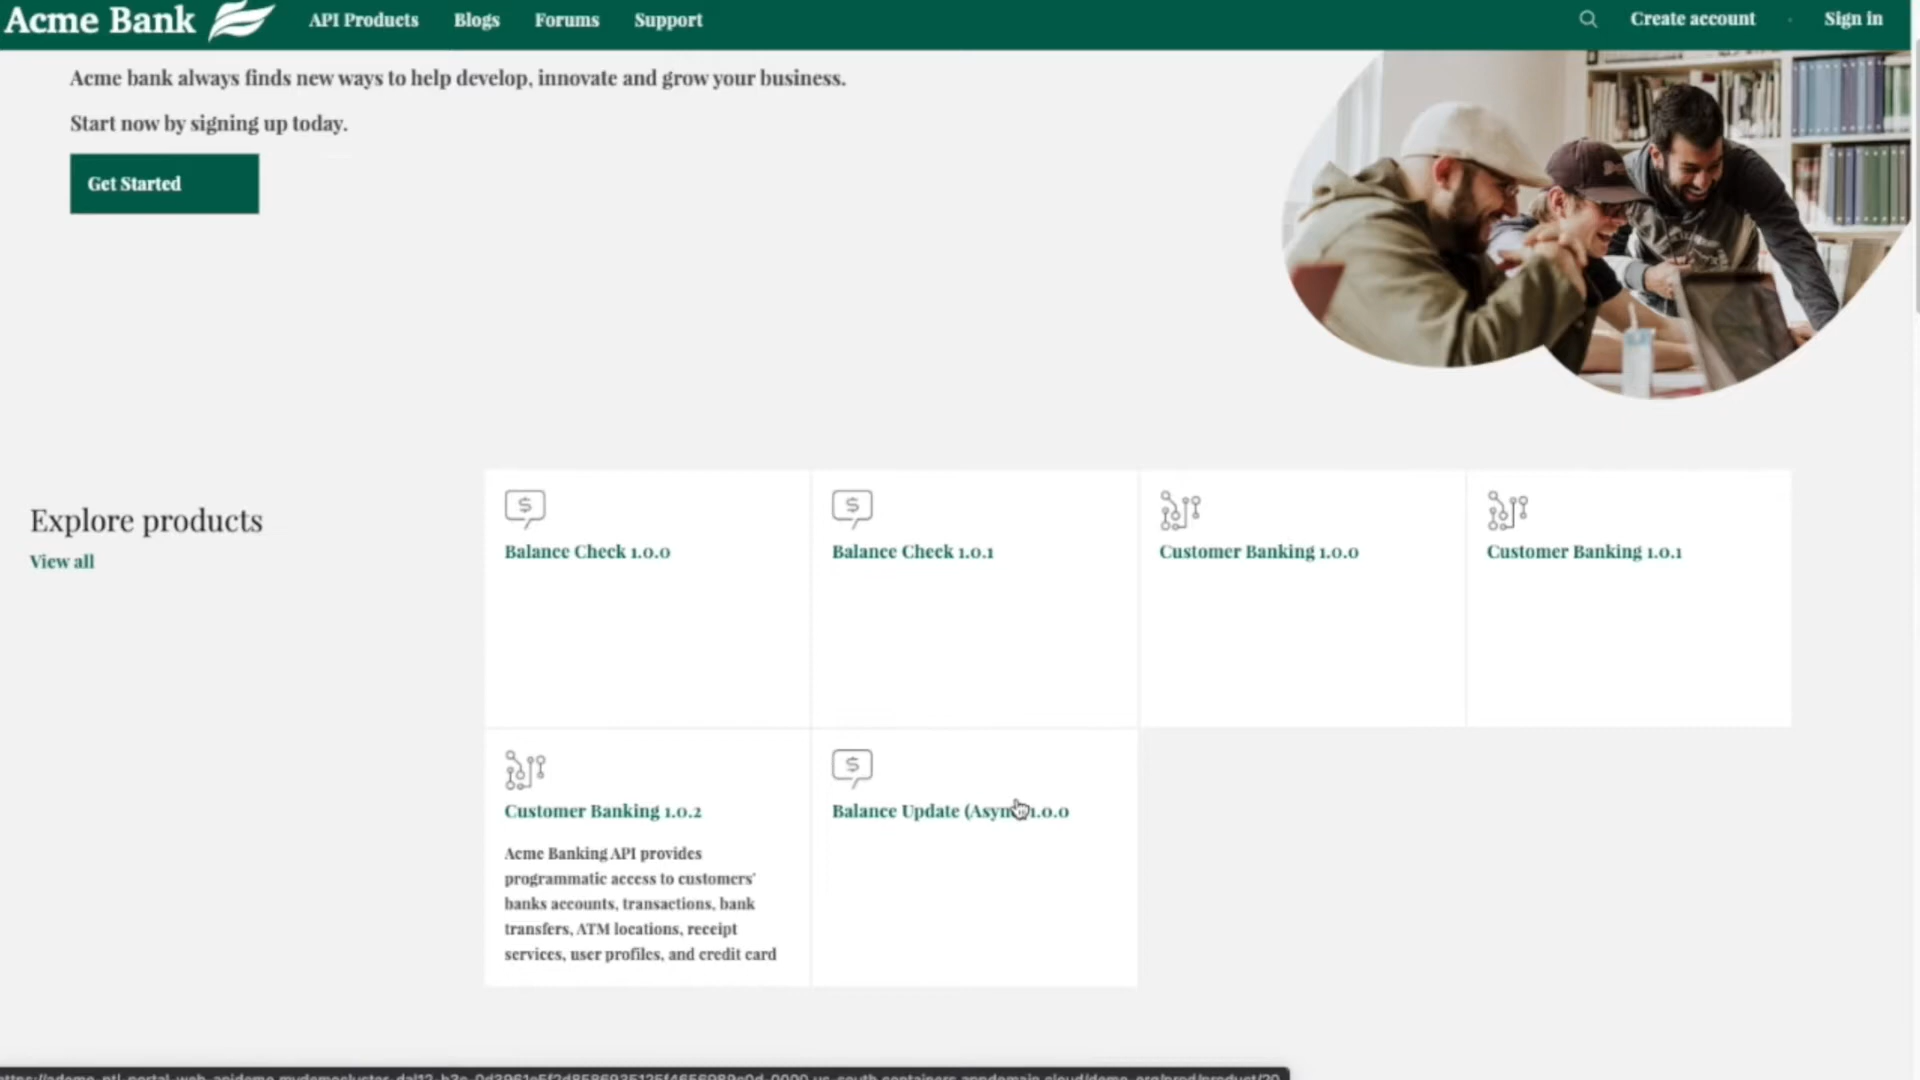 Acme Bank
API Products
Blogs
Forums
Support
Create account
Sign in
Acme bank always finds new ways to help develop, innovate and grow your business.
Start now by signing up today.
Get Started
Explore products
View all
$
Balance Check 1.0.0
$
Balance Check 1.0.1
Customer Banking 1.0.0
Customer Banking 1.0.1
Customer Banking 1.0.2
Acme Banking API provides
programmatic access to customers'
banks accounts, transactions, bank
transfers, ATM locations, receipt
services, user profiles, and credit card
$
Balance Update 1.0.0